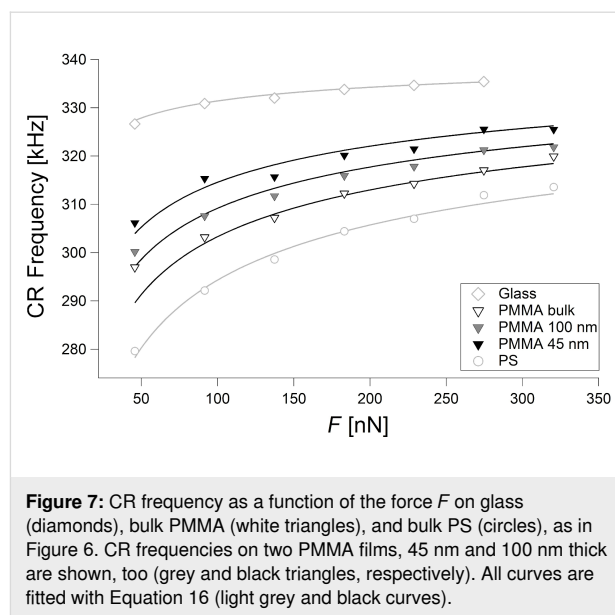 340
330
320
310
300
290
280
CR Frequency [kHz]
50
100
150
200
250
300
350
F [nN]
Glass
PMMA bulk
PMMA 100 nm
PMMA 45 nm
PS
Figure 7: CR frequency as a function of the force F on glass
(diamonds), bulk PMMA (white triangles), and bulk PS (circles), as in
Figure 6. CR frequencies on two PMMA films, 45 nm and 100 nm thick
are shown, too (grey and black triangles, respectively). All curves are
fitted with Equation 16 (light grey and black curves).